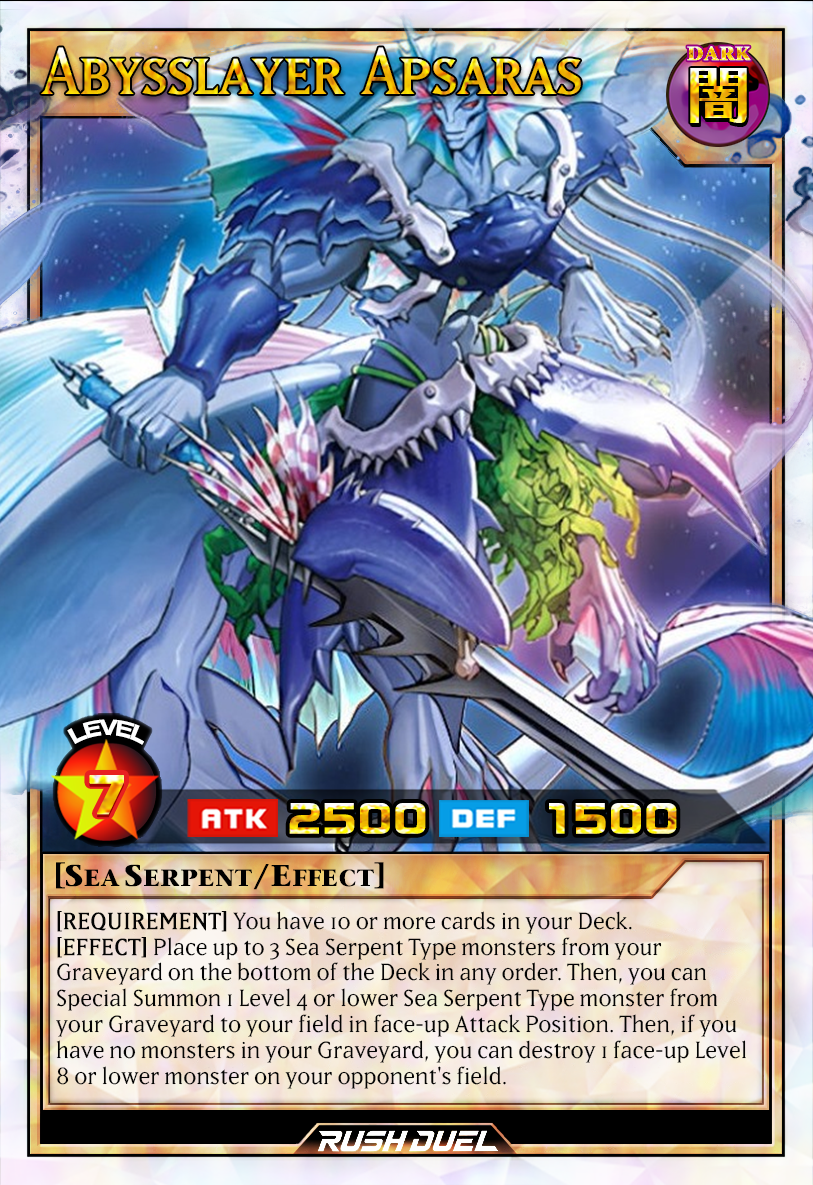 Abysslayer Apsaras
DARK
闇
LEVEL
7
ATK 2500 DEF 1500
[Sea Serpent/Effect]
[REQUIREMENT] You have 10 or more cards in your Deck.
[EFFECT] Place up to 3 Sea Serpent Type monsters from your
Graveyard on the bottom of the Deck in any order. Then, you can
Special Summon 1 Level 4 or lower Sea Serpent Type monster from
your Graveyard to your field in face-up Attack Position. Then, if you
have no monsters in your Graveyard, you can destroy 1 face-up Level
8 or lower monster on your opponent's field.
RUSH DUEL